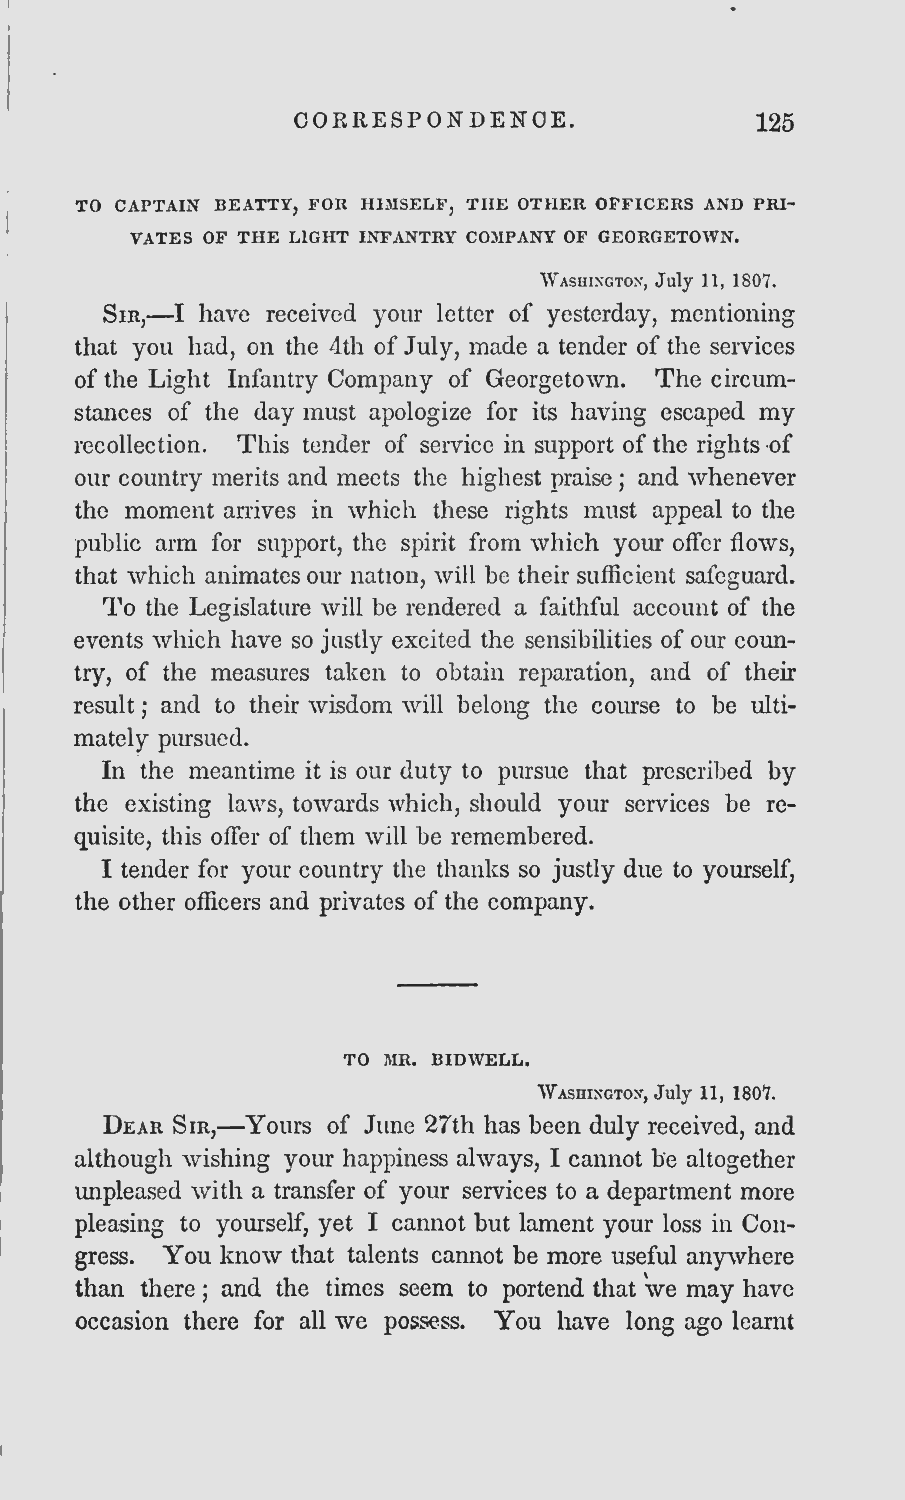 CORRESPONDENCE. 125
TO CAPTAIN BEATTY, FOR HIMSELF, THE OTHER OFFICERS AND PRI-
VATES OF THE LIGHT INFANTRY COMPANY OF GEORGETOWN.
WASHINGTON, July 11, 1807.
SIR,—I have received your letter of yesterday, mentioning
that you had, on the 4th of July, made a tender of the services
of the Light Infantry Company of Georgetown. The circum-
stances of the day must apologize for its having escaped my
recollection. This tender of service in support of the rights of
our country merits and meets the highest praise; and whenever
the moment arrives in which these rights must appeal to the
public arm for support, the spirit from which your offer flows,
that which animates our nation, will be their sufficient safeguard.
To the Legislature will be rendered a faithful account of the
events which have so justly excited the sensibilities of our coun-
try, of the measures taken to obtain reparation, and of their
result; and to their wisdom will belong the course to be ulti-
mately pursued.
In the meantime it is our duty to pursue that prescribed by
the existing laws, towards which, should your services be re-
quisite, this offer of them will be remembered.
I tender for your country the thanks so justly due to yourself,
the other officers and privates of the company.
TO MR. BIDWELL.
WASHINGTON, July 11, 1807.
DEAR SIR,—Yours of June 27th has been duly received, and
although wishing your happiness always, I cannot be altogether
unpleased with a transfer of your services to a department more
pleasing to yourself, yet I cannot but lament your loss in Con-
gress. You know that talents cannot be more useful anywhere
than there; and the times seem to portend that we may have
occasion there for all we possess. You have long ago learnt